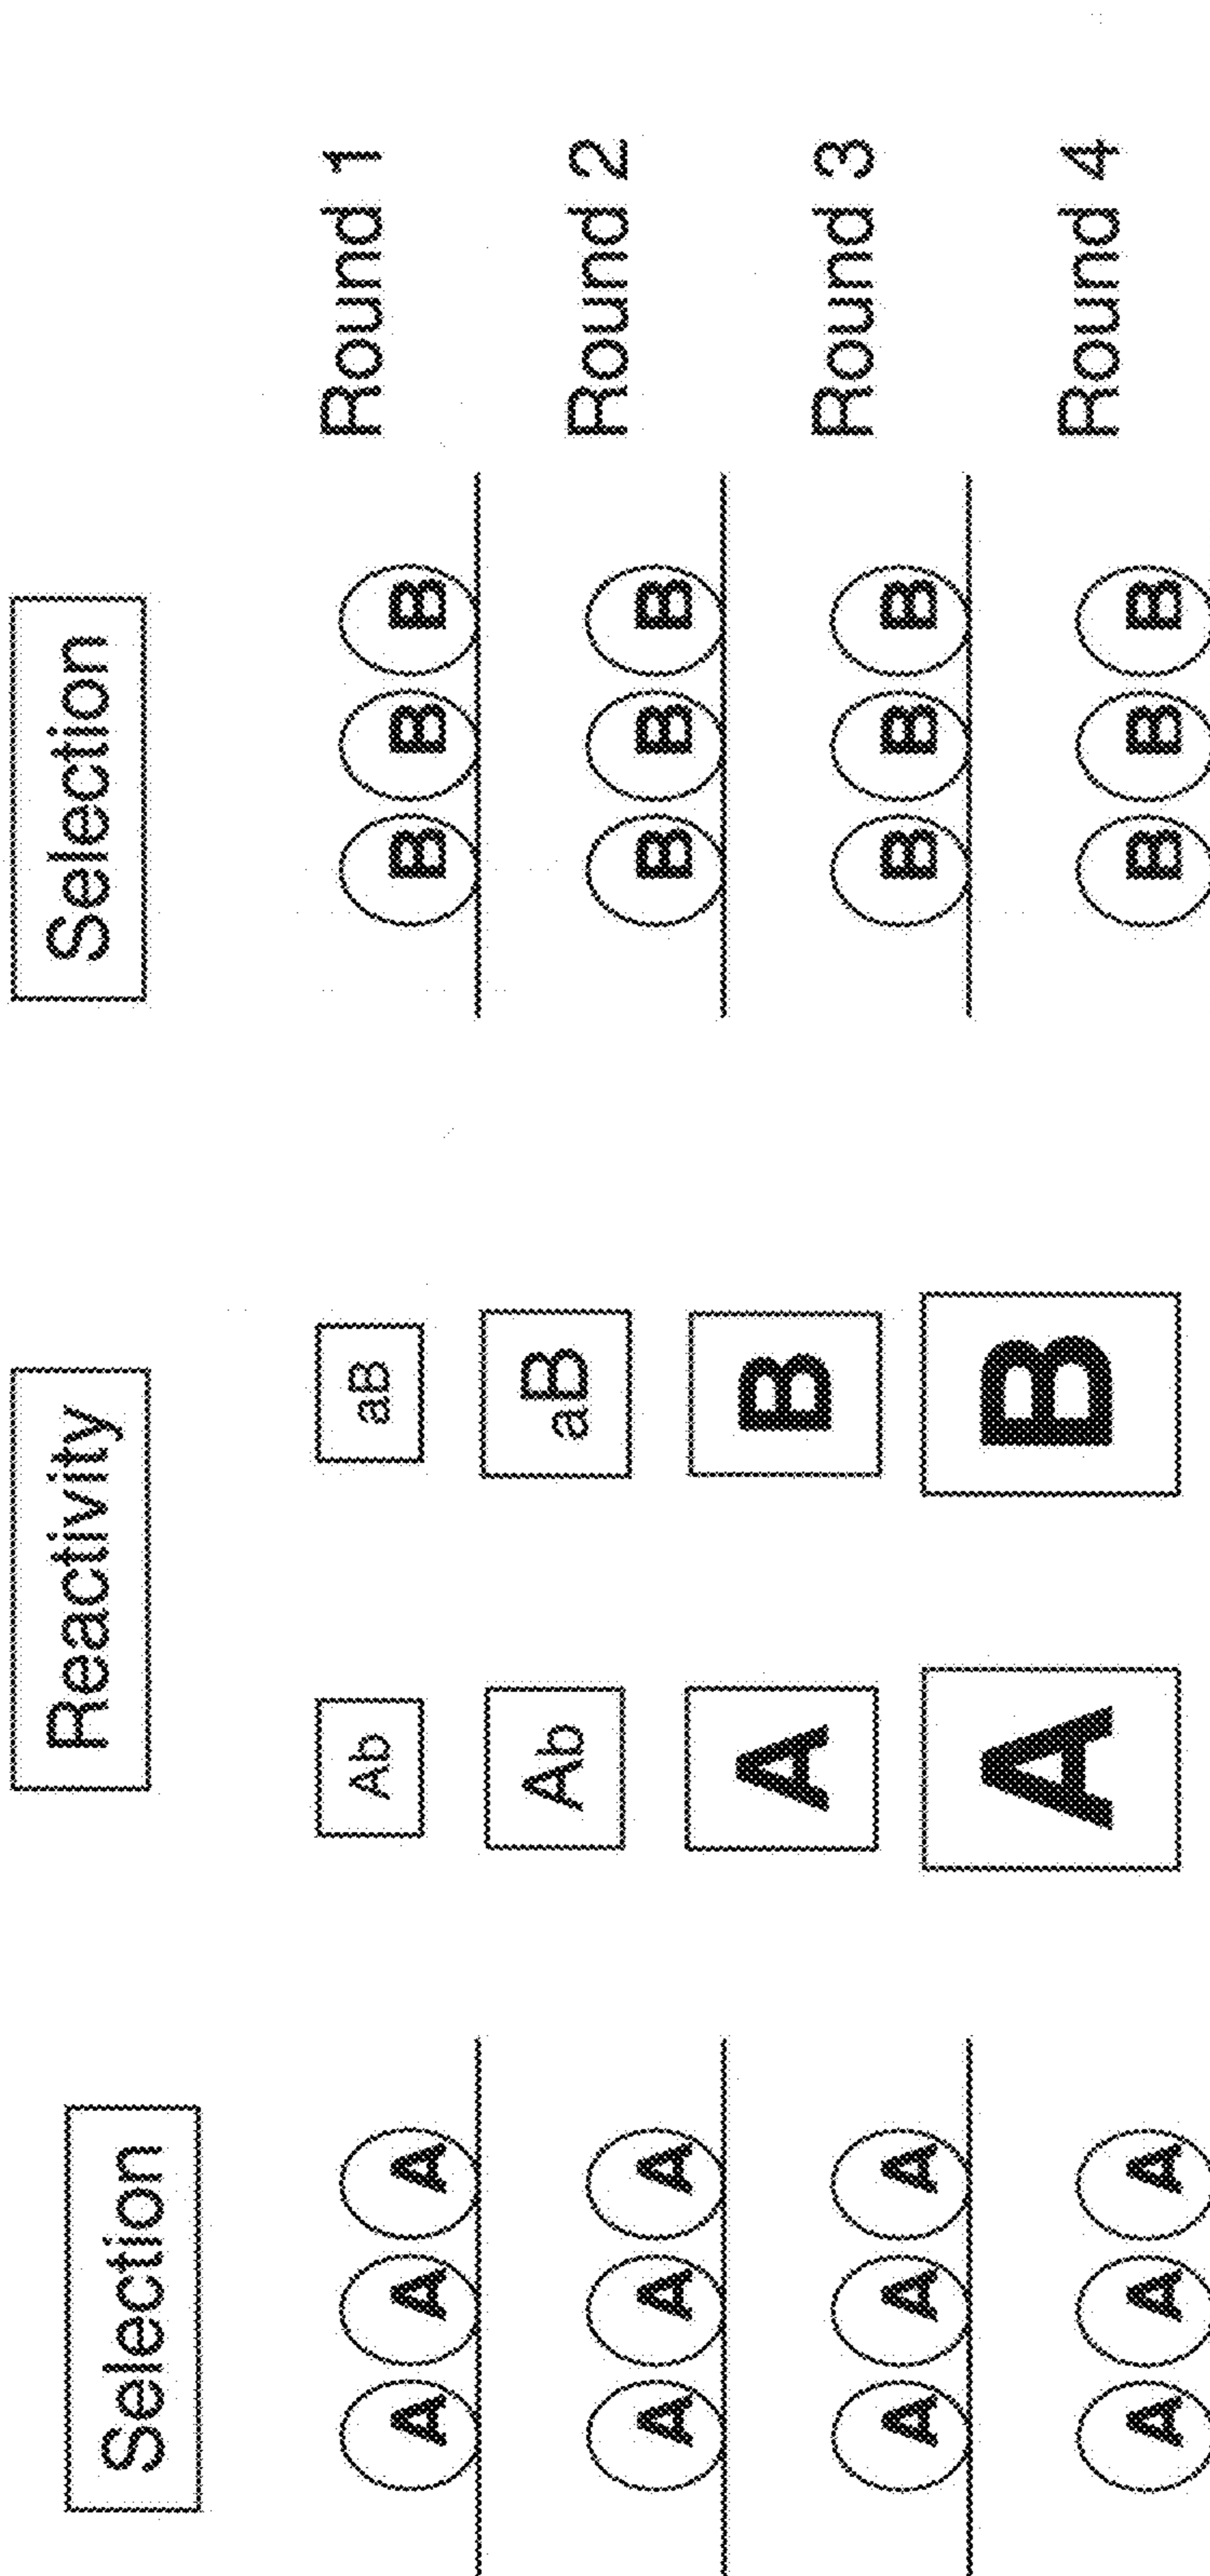 Selection Reactivity Selection
A A A Ab aB B B B Round 1
A A A Ab aB B B B Round 2
A A A A B B B B Round 3
A A A A B B B B Round 4